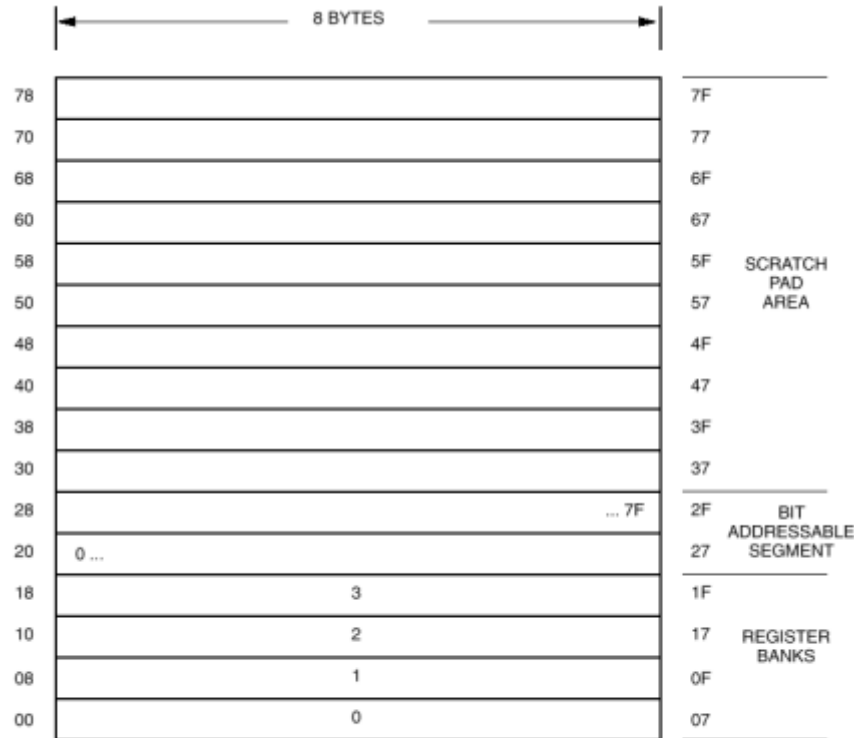 8 BYTES
78 7F
70 77
68 6F
60 67
58 5F SCRATCH
PAD
50 57 AREA
48 4F
40 47
38 3F
30 37
28 ... 7F 2F BIT
ADDRESSABLE
20 0 ... 27 SEGMENT
18 3 1F
10 2 17 REGISTER
BANKS
08 1 0F
00 0 07